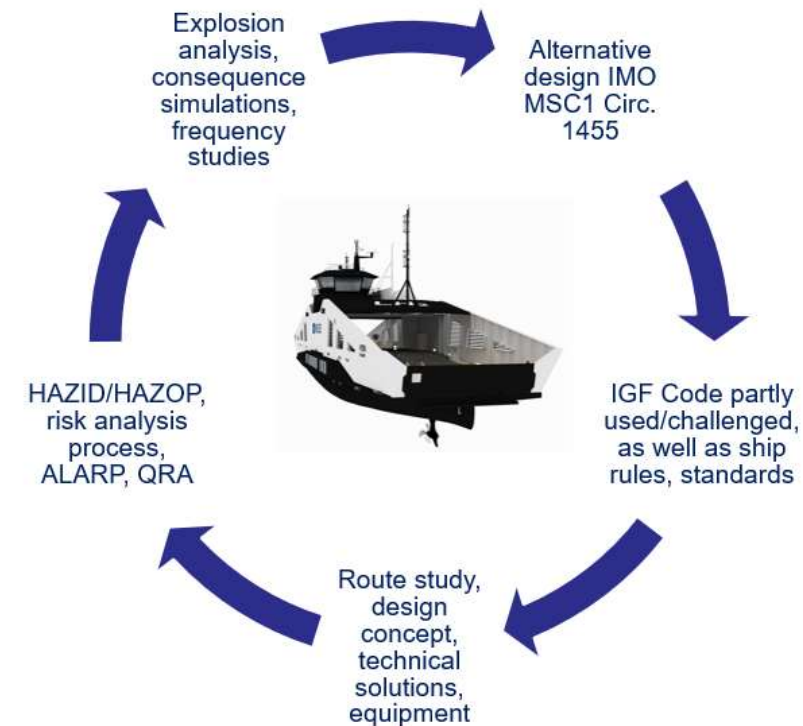 Explosion
analysis,
consequence
simulations,
frequency
studies
Alternative
design IMO
MSC1 Circ.
1455
IGF Code partly
used/challenged,
as well as ship
rules, standards
Route study,
design
concept,
technical
solutions,
equipment
HAZID/HAZOP,
risk analysis
process,
ALARP, QRA